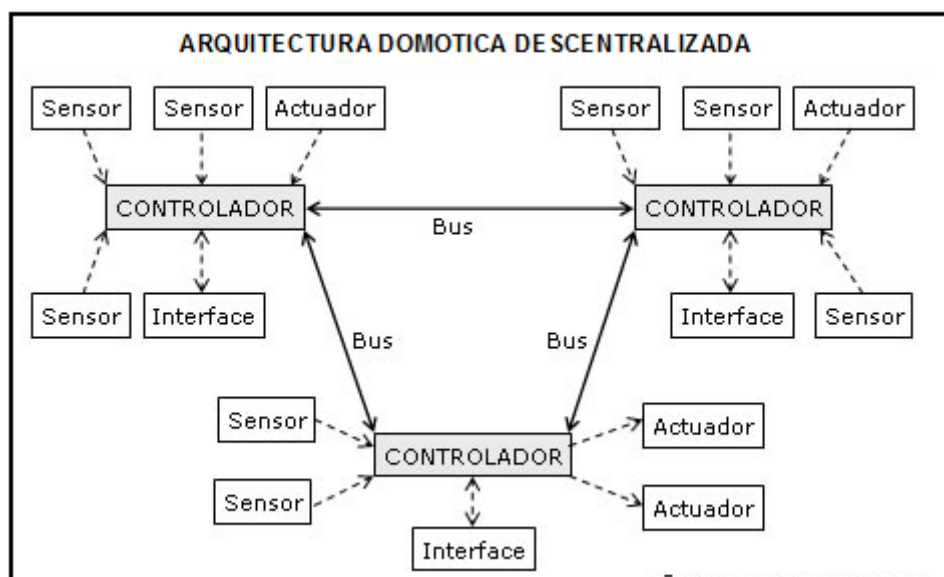 ARQUITECTURA DOMOTICA DESCENTRALIZADA
Sensor Sensor Actuador Sensor Sensor Actuador
CONTROLADOR CONTROLADOR
Bus
Sensor Interface Interface Sensor
Bus Bus
Sensor Actuador
CONTROLADOR
Sensor Actuador
Interface